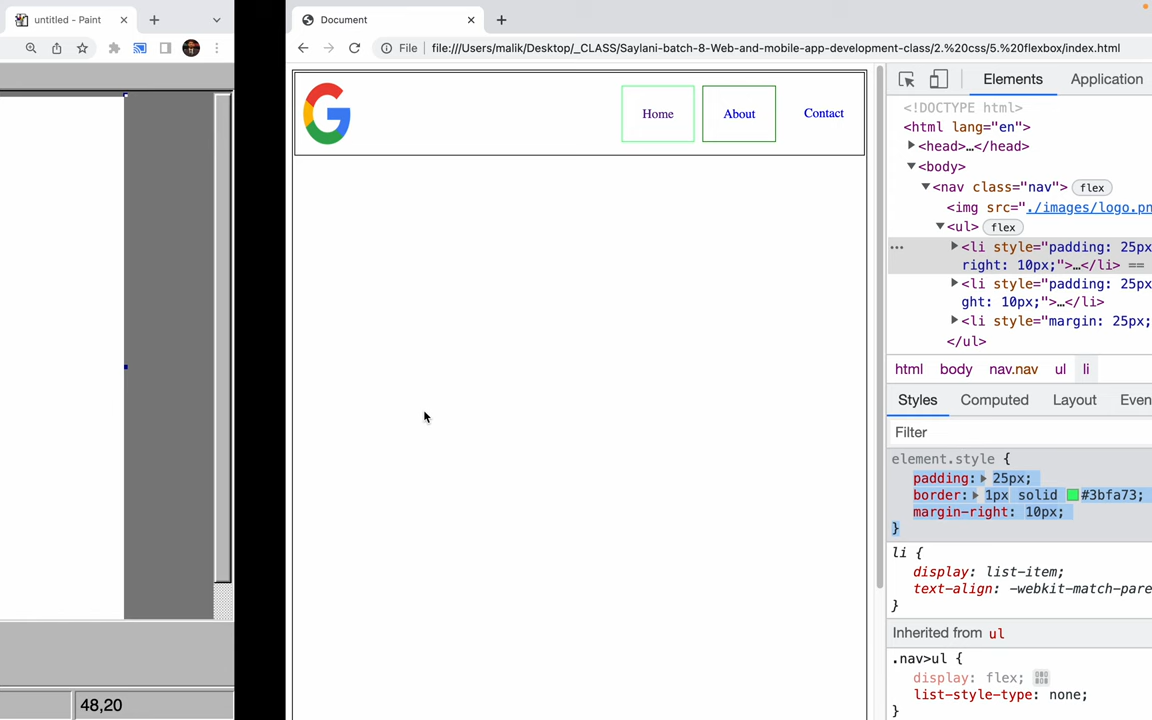 untitled - Paint
Document
File
file:///Users/malik/Desktop/_CLASS/Saylani-batch-8-Web-and-mobile-app-development-class/2.%20css/5.%20flexbox/index.html
Home
About
Contact
48,20
Elements
Application
<!DOCTYPE html>
<html lang="en">
<head>…</head>
<body>
<nav class="nav"> flex
<img src="./images/logo.pn
<ul> flex
<li style="padding: 25px
right: 10px;">…</li> ==
<li style="padding: 25px
ght: 10px;">…</li>
<li style="margin: 25px;
</ul>
html body nav.nav ul li
Styles
Computed
Layout
Even
Filter
element.style {
padding: 25px;
border: 1px solid #3bfa73;
margin-right: 10px;
}
li {
display: list-item;
text-align: -webkit-match-pare
}
Inherited from ul
.nav>ul {
display: flex;
list-style-type: none;
}